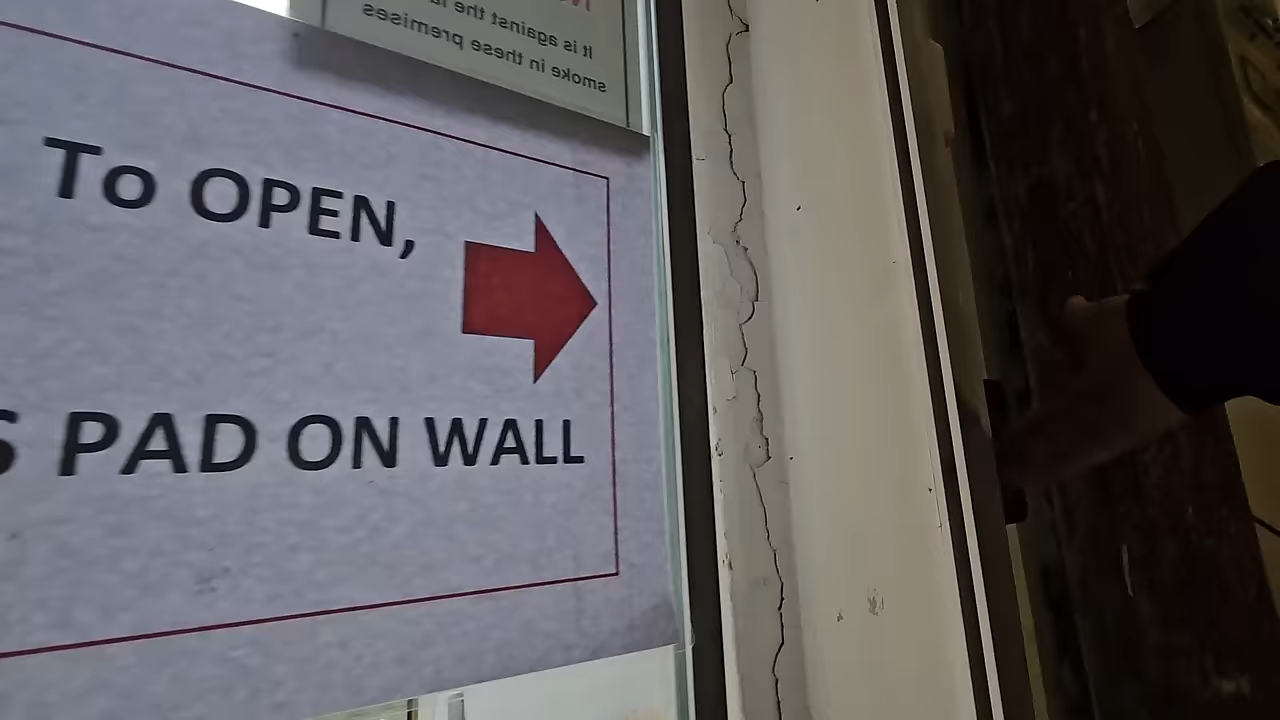 It is against the
smoke in these premises
To OPEN,
PAD ON WALL